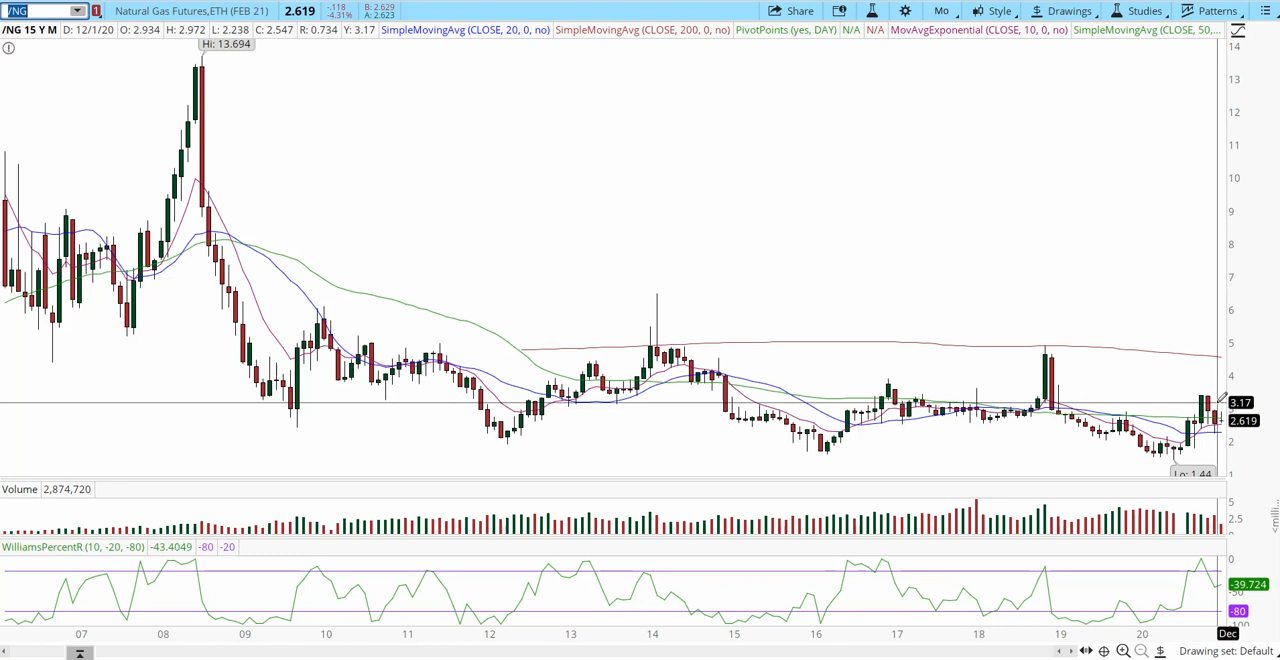 /NG 1 Natural Gas Futures,ETH (FEB 21) 2.619 -.118 B: 2.629 Share Mo Style Drawings Studies Patterns
-4.31% A: 2.623
/NG 15 Y M D: 12/1/20 O: 2.934 H: 2.972 L: 2.238 C: 2.547 R: 0.734 Y: 3.17 SimpleMovingAvg (CLOSE, 20, 0, no) SimpleMovingAvg (CLOSE, 200, 0, no) PivotPoints (yes, DAY) N/A N/A MovAvgExponential (CLOSE, 10, 0, no) SimpleMovingAvg (CLOSE, 50,...
Hi: 13.694
14
13
12
11
10
9
8
7
6
5
4
3.17
2.619
2
Lo: 1.44
1
Volume 2,874,720
5
2.5
<milli...
WilliamsPercentR (10, -20, -80) -43.4049 -80 -20
0
-39.724
-80
-100
07 08 09 10 11 12 13 14 15 16 17 18 19 20 Dec
Drawing set: Default